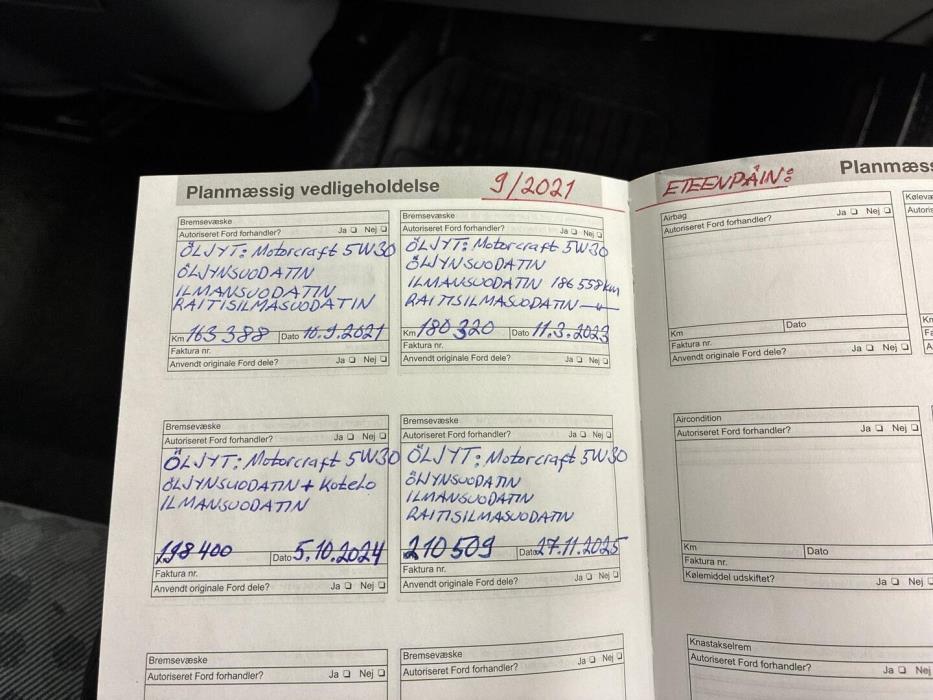 Planmæssig vedligeholdelse 9/2021
Bremsevæske
Autoriseret Ford forhandler? Ja ❏ Nej ❏
ÖLJYT: Motorcraft 5W30
ÖLJYNSUODATIN
ILMANSUODATIN
RAITISILMASUODATIN
Km 163 388 Dato 10.9.2021
Faktura nr.
Anvendt originale Ford dele? Ja ❏ Nej ❏
Bremsevæske
Autoriseret Ford forhandler? Ja ❏ Nej ❏
ÖLJYT: Motorcraft 5W30
ÖLJYNSUODATIN
ILMANSUODATIN 186 558km
RAITISILMASUODATIN —"—
Km 180 320 Dato 11.3.2023
Faktura nr.
Anvendt originale Ford dele? Ja ❏ Nej ❏
Bremsevæske
Autoriseret Ford forhandler? Ja ❏ Nej ❏
ÖLJYT: Motorcraft 5W30
ÖLJYNSUODATIN + Kotelo
ILMANSUODATIN
198 400 Dato 5.10.2024
Faktura nr.
Anvendt originale Ford dele? Ja ❏ Nej ❏
Bremsevæske
Autoriseret Ford forhandler? Ja ❏ Nej ❏
ÖLJYT: Motorcraft 5W30
ÖLJYNSUODATIN
ILMANSUODATIN
RAITISILMASUODATIN
210 509 Dato 27.11.2025
Faktura nr.
Anvendt originale Ford dele? Ja ❏ Nej ❏
Bremsevæske
Autoriseret Ford forhandler? Ja ❏ Nej ❏
Bremsevæske
Autoriseret Ford forhandler? Ja ❏ Nej ❏
ETEENPÄIN: Planmæss
Airbag
Autoriseret Ford forhandler? Ja ❏ Nej ❏
Km Dato
Faktura nr.
Anvendt originale Ford dele? Ja ❏ Nej ❏
Aircondition
Autoriseret Ford forhandler? Ja ❏ Nej ❏
Km Dato
Faktura nr.
Kølemiddel udskiftet? Ja ❏ Nej ❏
Knastakselrem
Autoriseret Ford forhandler? Ja ❏ Nej ❏